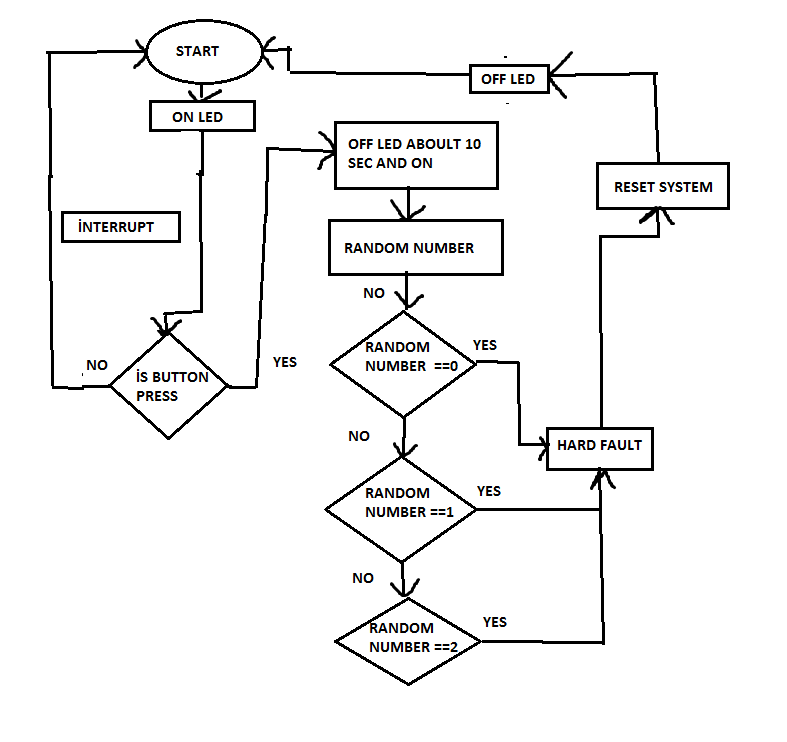 START
OFF LED
ON LED
OFF LED ABOULT 10
SEC AND ON
RESET SYSTEM
İNTERRUPT
RANDOM NUMBER
NO
RANDOM
NUMBER ==0
YES
NO
İS BUTTON
PRESS
YES
NO
HARD FAULT
RANDOM
NUMBER ==1
YES
NO
RANDOM
NUMBER ==2
YES